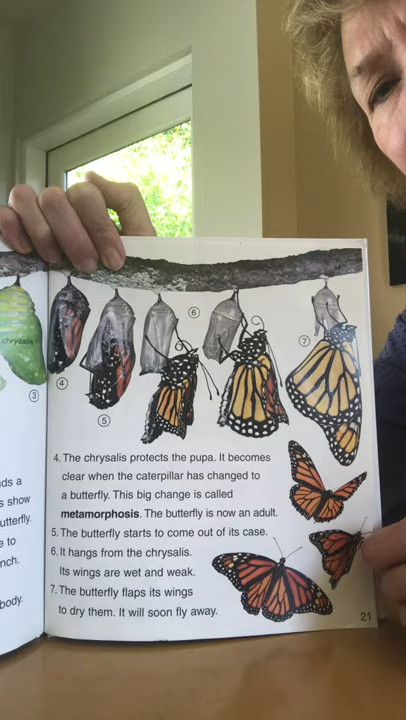 chrysalis
3
nds a
s show
utterfly.
e to
nch.
body.
4
5
6
7
4. The chrysalis protects the pupa. It becomes
clear when the caterpillar has changed to
a butterfly. This big change is called
metamorphosis. The butterfly is now an adult.
5. The butterfly starts to come out of its case.
6. It hangs from the chrysalis.
Its wings are wet and weak.
7. The butterfly flaps its wings
to dry them. It will soon fly away.
21